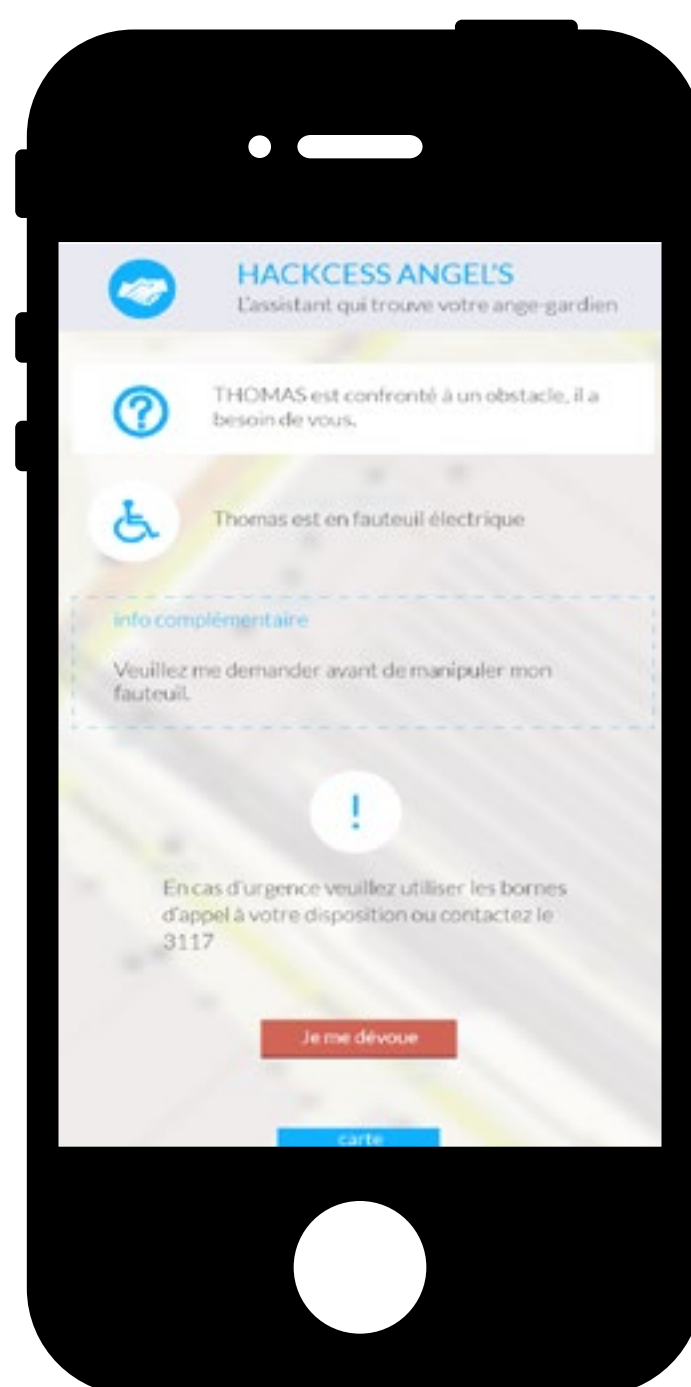 HACKCESS ANGEL'S
L'assistant qui trouve votre ange-gardien
THOMAS est confronté à un obstacle, il a
besoin de vous.
Thomas est en fauteuil électrique
info complémentaire
Veuillez me demander avant de manipuler mon
fauteuil.
!
En cas d'urgence veuillez utiliser les bornes
d'appel à votre disposition ou contactez le
3117
Je me dévoue
carte